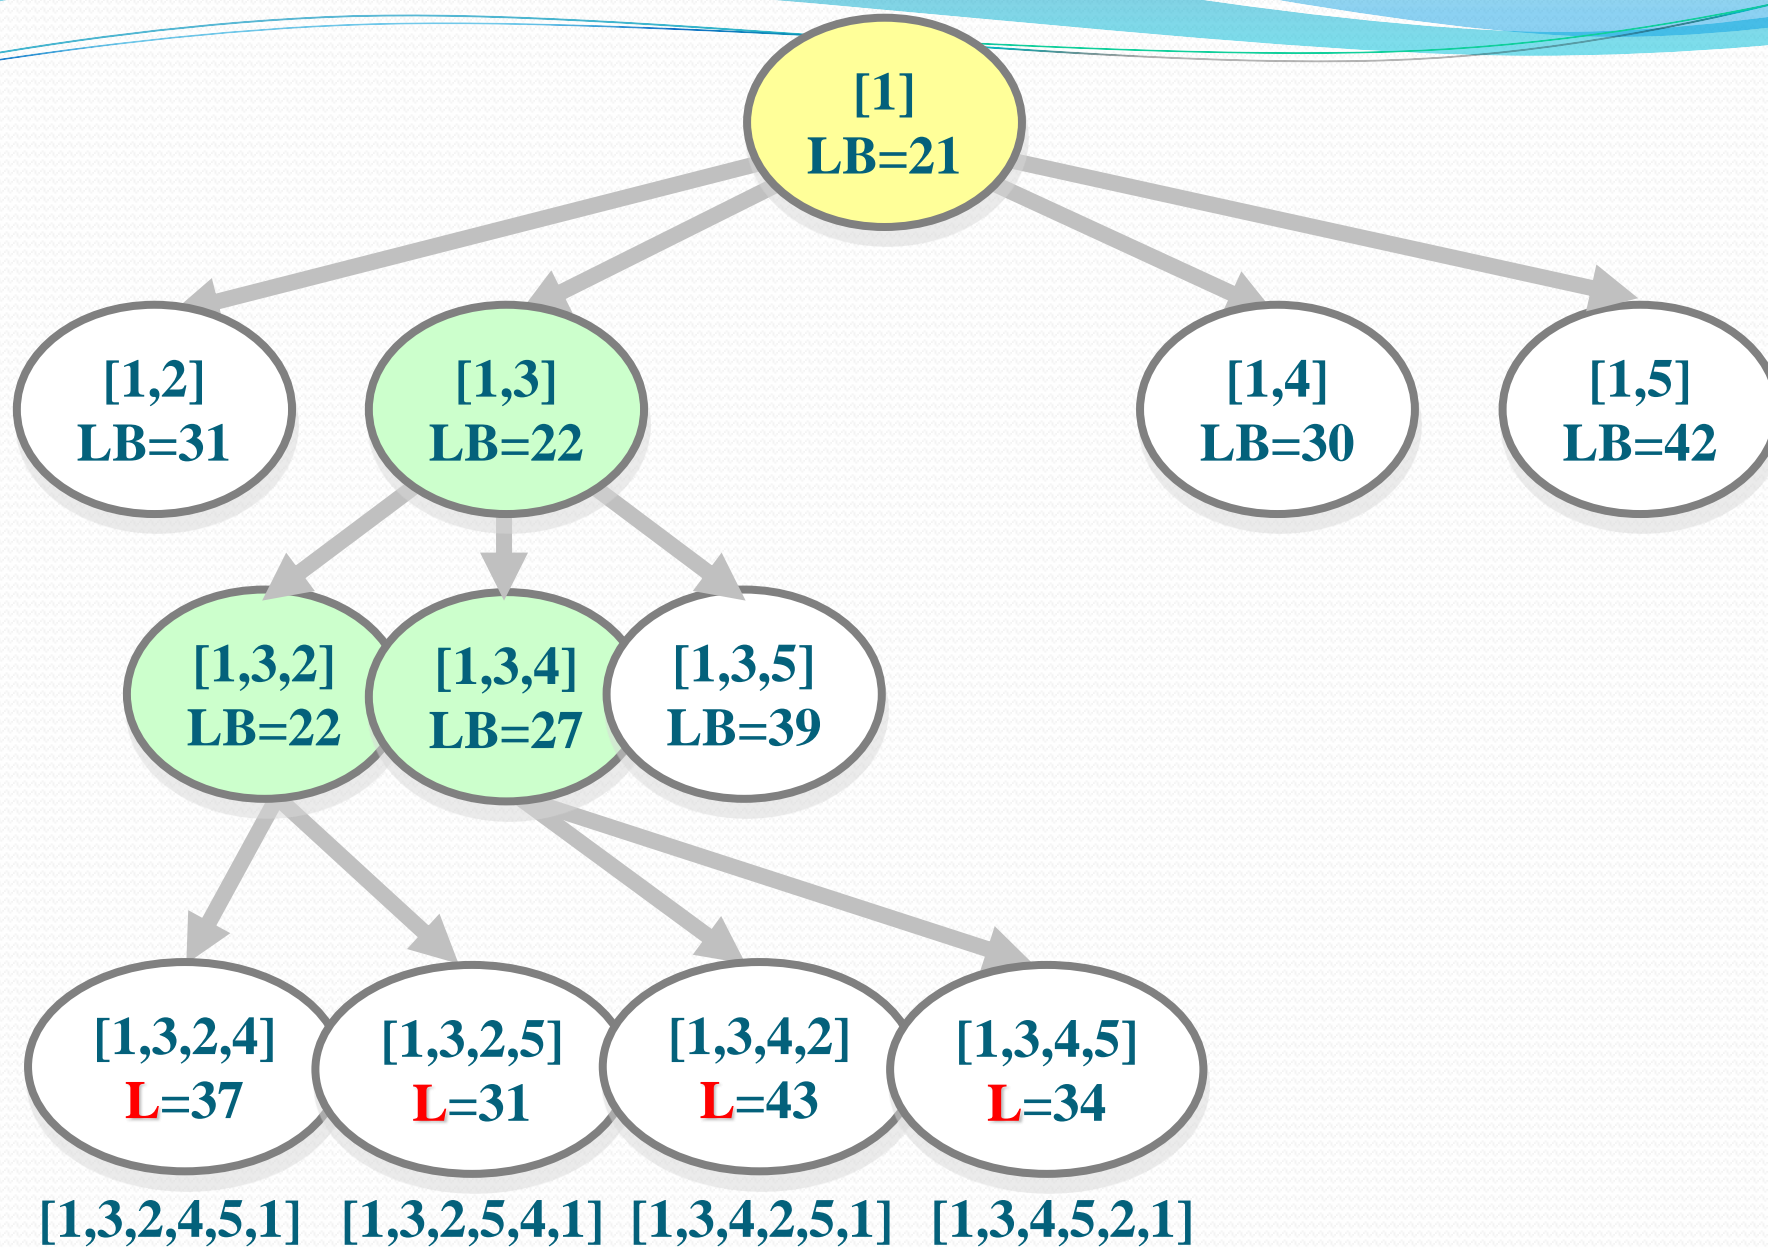 [1]
LB=21
[1,2]
LB=31
[1,3]
LB=22
[1,4]
LB=30
[1,5]
LB=42
[1,3,2]
LB=22
[1,3,4]
LB=27
[1,3,5]
LB=39
[1,3,2,4]
L=37
[1,3,2,5]
L=31
[1,3,4,2]
L=43
[1,3,4,5]
L=34
[1,3,2,4,5,1]
[1,3,2,5,4,1]
[1,3,4,2,5,1]
[1,3,4,5,2,1]